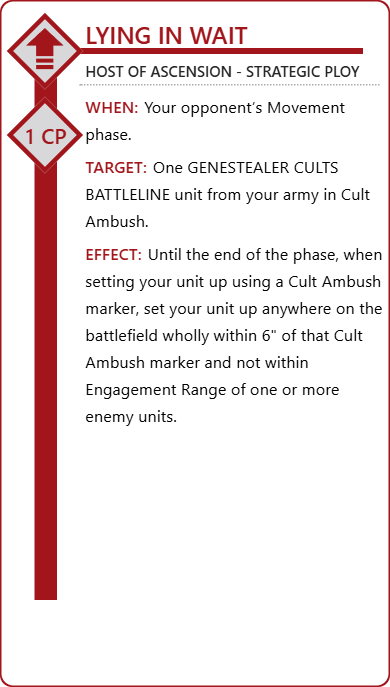 LYING IN WAIT
HOST OF ASCENSION - STRATEGIC PLOY
1 CP
WHEN: Your opponent’s Movement
phase.
TARGET: One GENESTEALER CULTS
BATTLELINE unit from your army in Cult
Ambush.
EFFECT: Until the end of the phase, when
setting your unit up using a Cult Ambush
marker, set your unit up anywhere on the
battlefield wholly within 6" of that Cult
Ambush marker and not within
Engagement Range of one or more
enemy units.